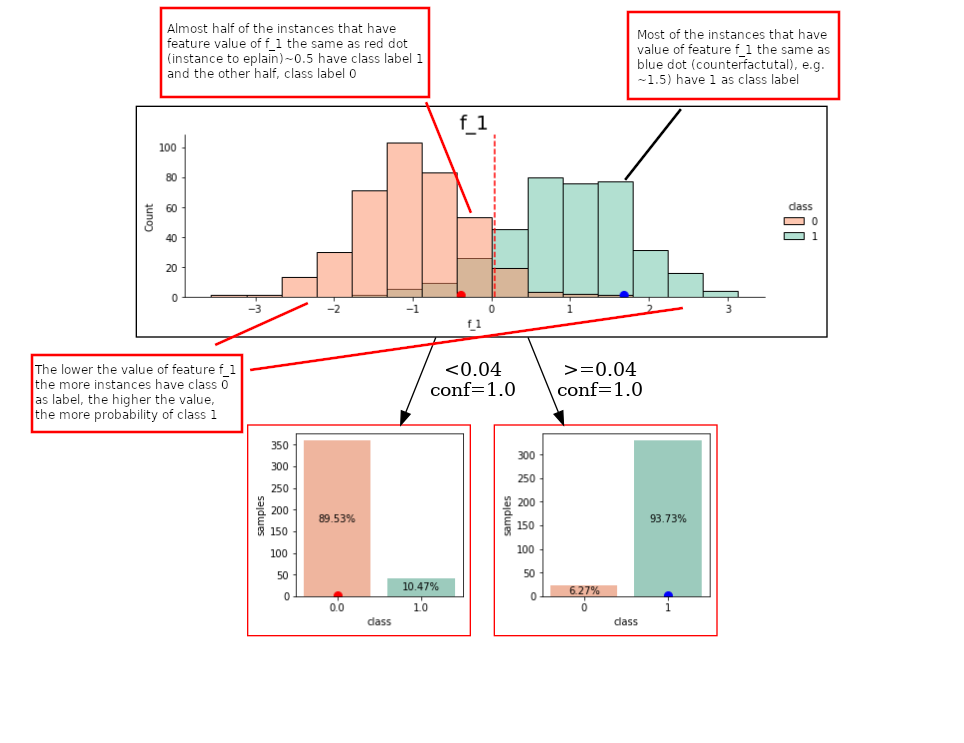 Almost half of the instances that have
feature value of f_1 the same as red dot
(instance to eplain)~0.5 have class label 1
and the other half, class label 0
Most of the instances that have
value of feature f_1 the same as
blue dot (counterfactutal), e.g.
~1.5) have 1 as class label
f_1
100
80
60
40
20
0
Count
−3
−2
−1
0
1
2
3
f_1
class
0
1
The lower the value of feature f_1
the more instances have class 0
as label, the higher the value,
the more probability of class 1
<0.04
conf=1.0
>=0.04
conf=1.0
350
300
250
200
150
100
50
0
samples
89.53%
10.47%
0.0
1.0
class
300
250
200
150
100
50
0
samples
6.27%
93.73%
0
1
class